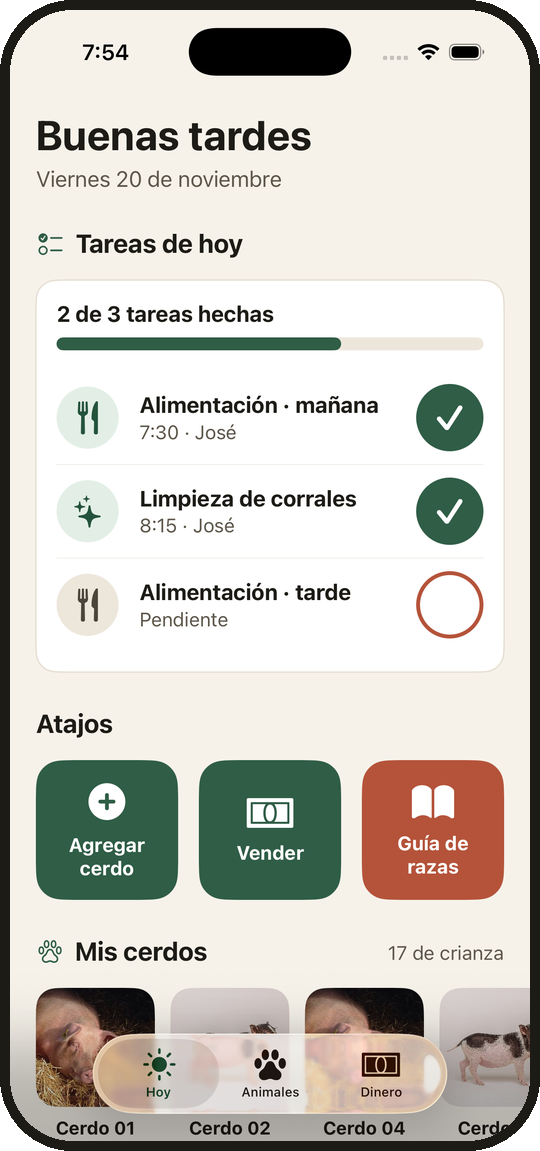 7:54
Buenas tardes
Viernes 20 de noviembre
Tareas de hoy
2 de 3 tareas hechas
Alimentación · mañana
7:30 · José
Limpieza de corrales
8:15 · José
Alimentación · tarde
Pendiente
Atajos
Agregar
cerdo
Vender
Guía de
razas
Mis cerdos
17 de crianza
Hoy
Animales
Dinero
Cerdo 01
Cerdo 02
Cerdo 04